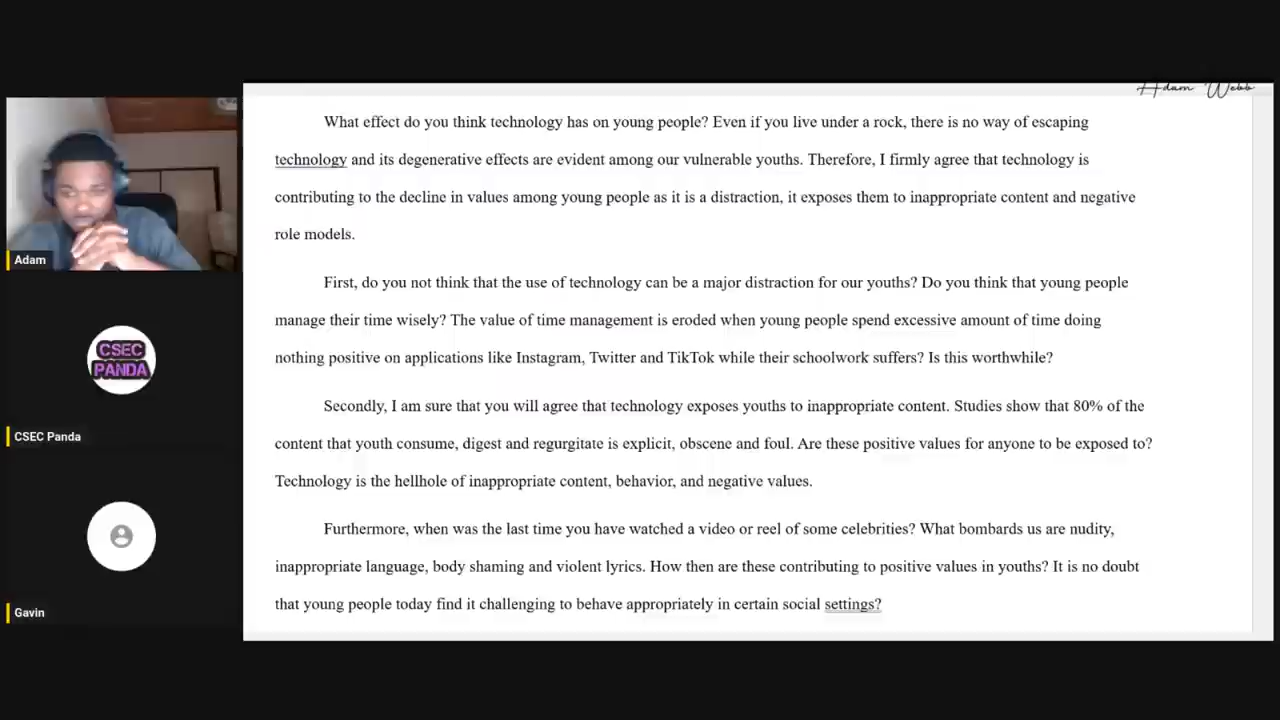 Adam Webb
What effect do you think technology has on young people? Even if you live under a rock, there is no way of escaping
technology and its degenerative effects are evident among our vulnerable youths. Therefore, I firmly agree that technology is
contributing to the decline in values among young people as it is a distraction, it exposes them to inappropriate content and negative
role models.
First, do you not think that the use of technology can be a major distraction for our youths? Do you think that young people
manage their time wisely? The value of time management is eroded when young people spend excessive amount of time doing
nothing positive on applications like Instagram, Twitter and TikTok while their schoolwork suffers? Is this worthwhile?
Secondly, I am sure that you will agree that technology exposes youths to inappropriate content. Studies show that 80% of the
content that youth consume, digest and regurgitate is explicit, obscene and foul. Are these positive values for anyone to be exposed to?
Technology is the hellhole of inappropriate content, behavior, and negative values.
Furthermore, when was the last time you have watched a video or reel of some celebrities? What bombards us are nudity,
inappropriate language, body shaming and violent lyrics. How then are these contributing to positive values in youths? It is no doubt
that young people today find it challenging to behave appropriately in certain social settings?
Adam
CSEC
PANDA
CSEC Panda
Gavin